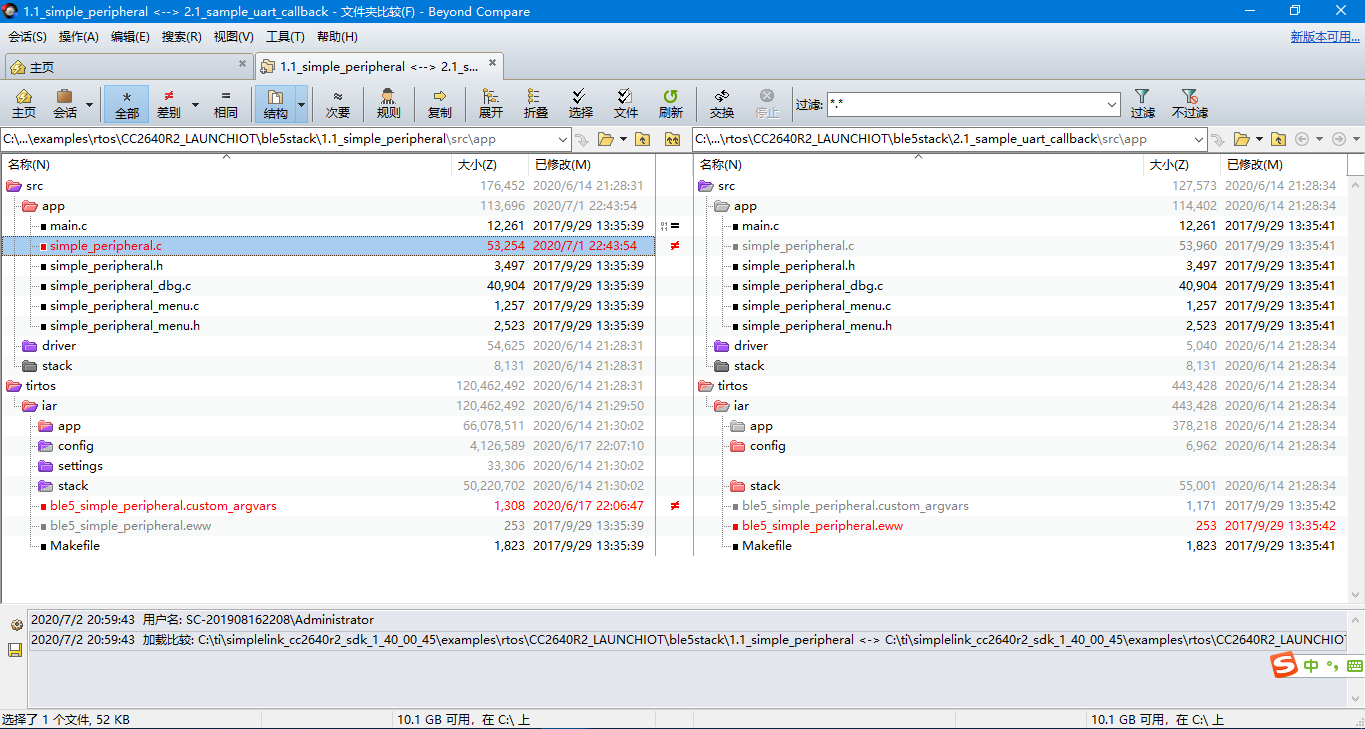 1.1_simple_peripheral <--> 2.1_sample_uart_callback - 文件夹比较(F) - Beyond Compare
会话(S) 操作(A) 编辑(E) 搜索(R) 视图(V) 工具(T) 帮助(H) 新版本可用...
主页 1.1_simple_peripheral <--> 2.1_s...
主页 会话 全部 差别 相同 结构 次要 规则 复制 展开 折叠 选择 文件 刷新 交换 停止 过滤: *.* 过滤 不过滤
C:\...\examples\rtos\CC2640R2_LAUNCHIOT\ble5stack\1.1_simple_peripheral\src\app C:\...\rtos\CC2640R2_LAUNCHIOT\ble5stack\2.1_sample_uart_callback\src\app
名称(N) 大小(Z) 已修改(M) 名称(N) 大小(Z) 已修改(M)
src 176,452 2020/6/14 21:28:31 src 127,573 2020/6/14 21:28:34
app 113,696 2020/7/1 22:43:54 app 114,402 2020/6/14 21:28:34
main.c 12,261 2017/9/29 13:35:39 = main.c 12,261 2017/9/29 13:35:41
simple_peripheral.c 53,254 2020/7/1 22:43:54 ≠ simple_peripheral.c 53,960 2017/9/29 13:35:41
simple_peripheral.h 3,497 2017/9/29 13:35:39 simple_peripheral.h 3,497 2017/9/29 13:35:41
simple_peripheral_dbg.c 40,904 2017/9/29 13:35:39 simple_peripheral_dbg.c 40,904 2017/9/29 13:35:41
simple_peripheral_menu.c 1,257 2017/9/29 13:35:39 simple_peripheral_menu.c 1,257 2017/9/29 13:35:41
simple_peripheral_menu.h 2,523 2017/9/29 13:35:39 simple_peripheral_menu.h 2,523 2017/9/29 13:35:41
driver 54,625 2020/6/14 21:28:31 driver 5,040 2020/6/14 21:28:34
stack 8,131 2020/6/14 21:28:31 stack 8,131 2020/6/14 21:28:34
tirtos 120,462,492 2020/6/14 21:28:31 tirtos 443,428 2020/6/14 21:28:34
iar 120,462,492 2020/6/14 21:29:50 iar 443,428 2020/6/14 21:28:34
app 66,078,511 2020/6/14 21:30:02 app 378,218 2020/6/14 21:28:34
config 4,126,589 2020/6/17 22:07:10 config 6,962 2020/6/14 21:28:34
settings 33,306 2020/6/14 21:30:02
stack 50,220,702 2020/6/14 21:30:02 stack 55,001 2020/6/14 21:28:34
ble5_simple_peripheral.custom_argvars 1,308 2020/6/17 22:06:47 ≠ ble5_simple_peripheral.custom_argvars 1,171 2017/9/29 13:35:42
ble5_simple_peripheral.eww 253 2017/9/29 13:35:39 ble5_simple_peripheral.eww 253 2017/9/29 13:35:42
Makefile 1,823 2017/9/29 13:35:39 Makefile 1,823 2017/9/29 13:35:41
2020/7/2 20:59:43 用户名: SC-201908162208\Administrator
2020/7/2 20:59:43 加载比较: C:\ti\simplelink_cc2640r2_sdk_1_40_00_45\examples\rtos\CC2640R2_LAUNCHIOT\ble5stack\1.1_simple_peripheral <-> C:\ti\simplelink_cc2640r2_sdk_1_40_00_45\examples\rtos\CC2640R2_LAUNCHIOT
S 中 °,
选择了 1 个文件, 52 KB 10.1 GB 可用，在 C:\ 上 10.1 GB 可用，在 C:\ 上